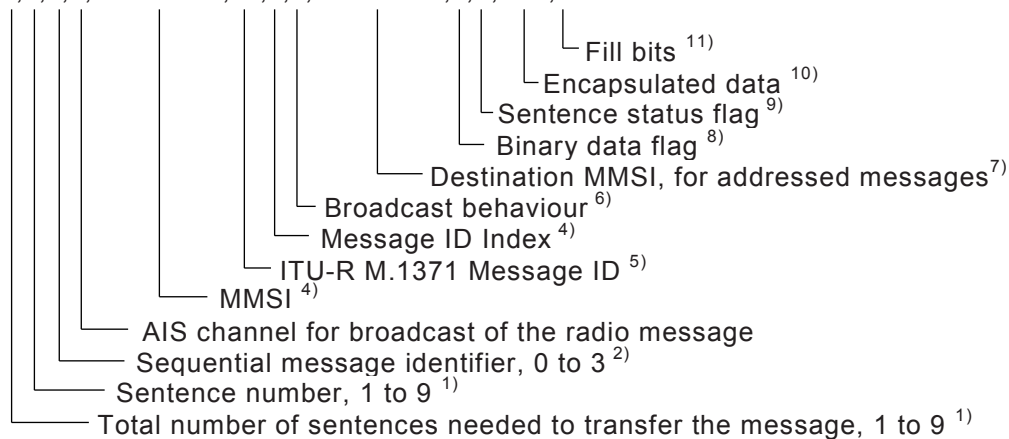 Fill bits 11)
Encapsulated data 10)
Sentence status flag 9)
Binary data flag 8)
Destination MMSI, for addressed messages 7)
Broadcast behaviour 6)
Message ID Index 4)
ITU-R M.1371 Message ID 5)
MMSI 4)
AIS channel for broadcast of the radio message
Sequential message identifier, 0 to 3 2)
Sentence number, 1 to 9 1)
Total number of sentences needed to transfer the message, 1 to 9 1)